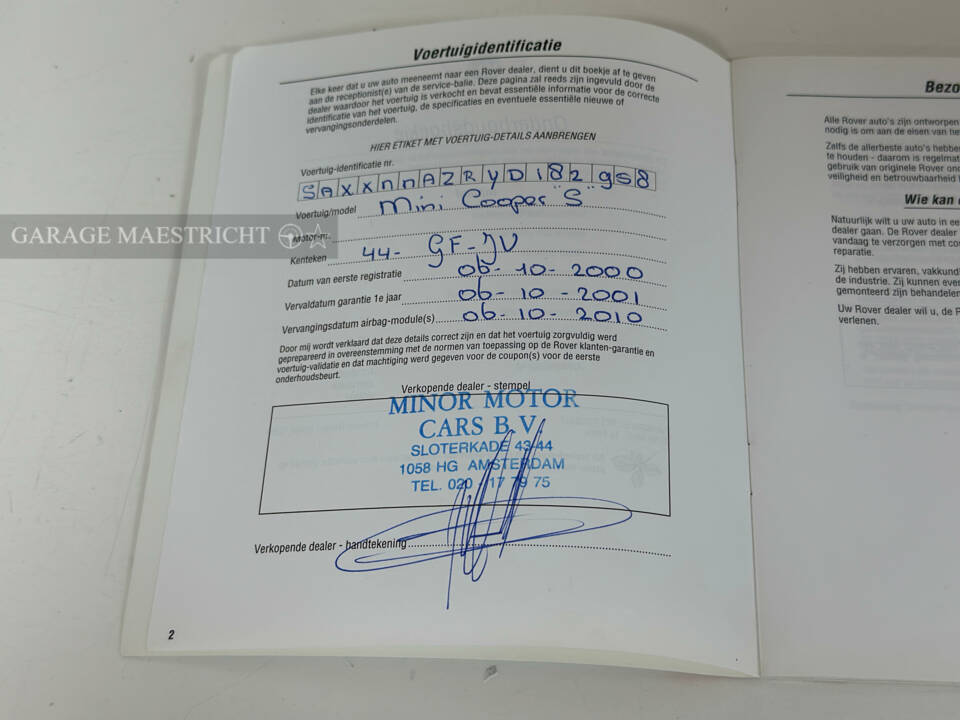 Voertuigidentificatie
Elke keer dat u uw auto meeneemt naar een Rover dealer, dient u dit boekje af te geven
aan de receptionist(e) van de service-balie. Deze pagina zal reeds zijn ingevuld door de
dealer waardoor het voertuig is verkocht en bevat essentiële informatie voor de correcte
identificatie van het voertuig, de specificaties en eventuele essentiële nieuwe of
vervangingsonderdelen.
HIER ETIKET MET VOERTUIG-DETAILS AANBRENGEN
Voertuig-identificatie nr.
SAXXnnAZRYD182958
Voertuig/model Mini Cooper "S"
Motor-nr.
Kenteken 44-GF-JV
Datum van eerste registratie 06-10-2000
Vervaldatum garantie 1e jaar 06-10-2001
Vervangingsdatum airbag-module(s) 06-10-2010
Door mij wordt verklaard dat deze details correct zijn en dat het voertuig zorgvuldig werd
geprepareerd in overeenstemming met de normen van toepassing op de Rover klanten-garantie en
voertuig-validatie en dat machtiging werd gegeven voor de coupon(s) voor de eerste
onderhoudsbeurt.
Verkopende dealer - stempel
MINOR MOTOR
CARS B.V.
SLOTERKADE 43-44
1058 HG AMSTERDAM
TEL. 020 - 17 79 75
Verkopende dealer - handtekening
2
GARAGE MAESTRICHT
Bezo
Alle Rover auto's zijn ontworpen
nodig is om aan de eisen van he
Zelfs de allerbeste auto's hebbe
te houden - daarom is regelmat
gebruik van originele Rover ond
veiligheid en betrouwbaarheid
Wie kan
Natuurlijk wilt u uw auto in ee
dealer gaan. De Rover dealer
vandaag te verzorgen met co
reparatie.
Zij hebben ervaren, vakkundi
de industrie. Zij kunnen eve
gemonteerd zijn behandelen
Uw Rover dealer wil u, de R
verlenen.